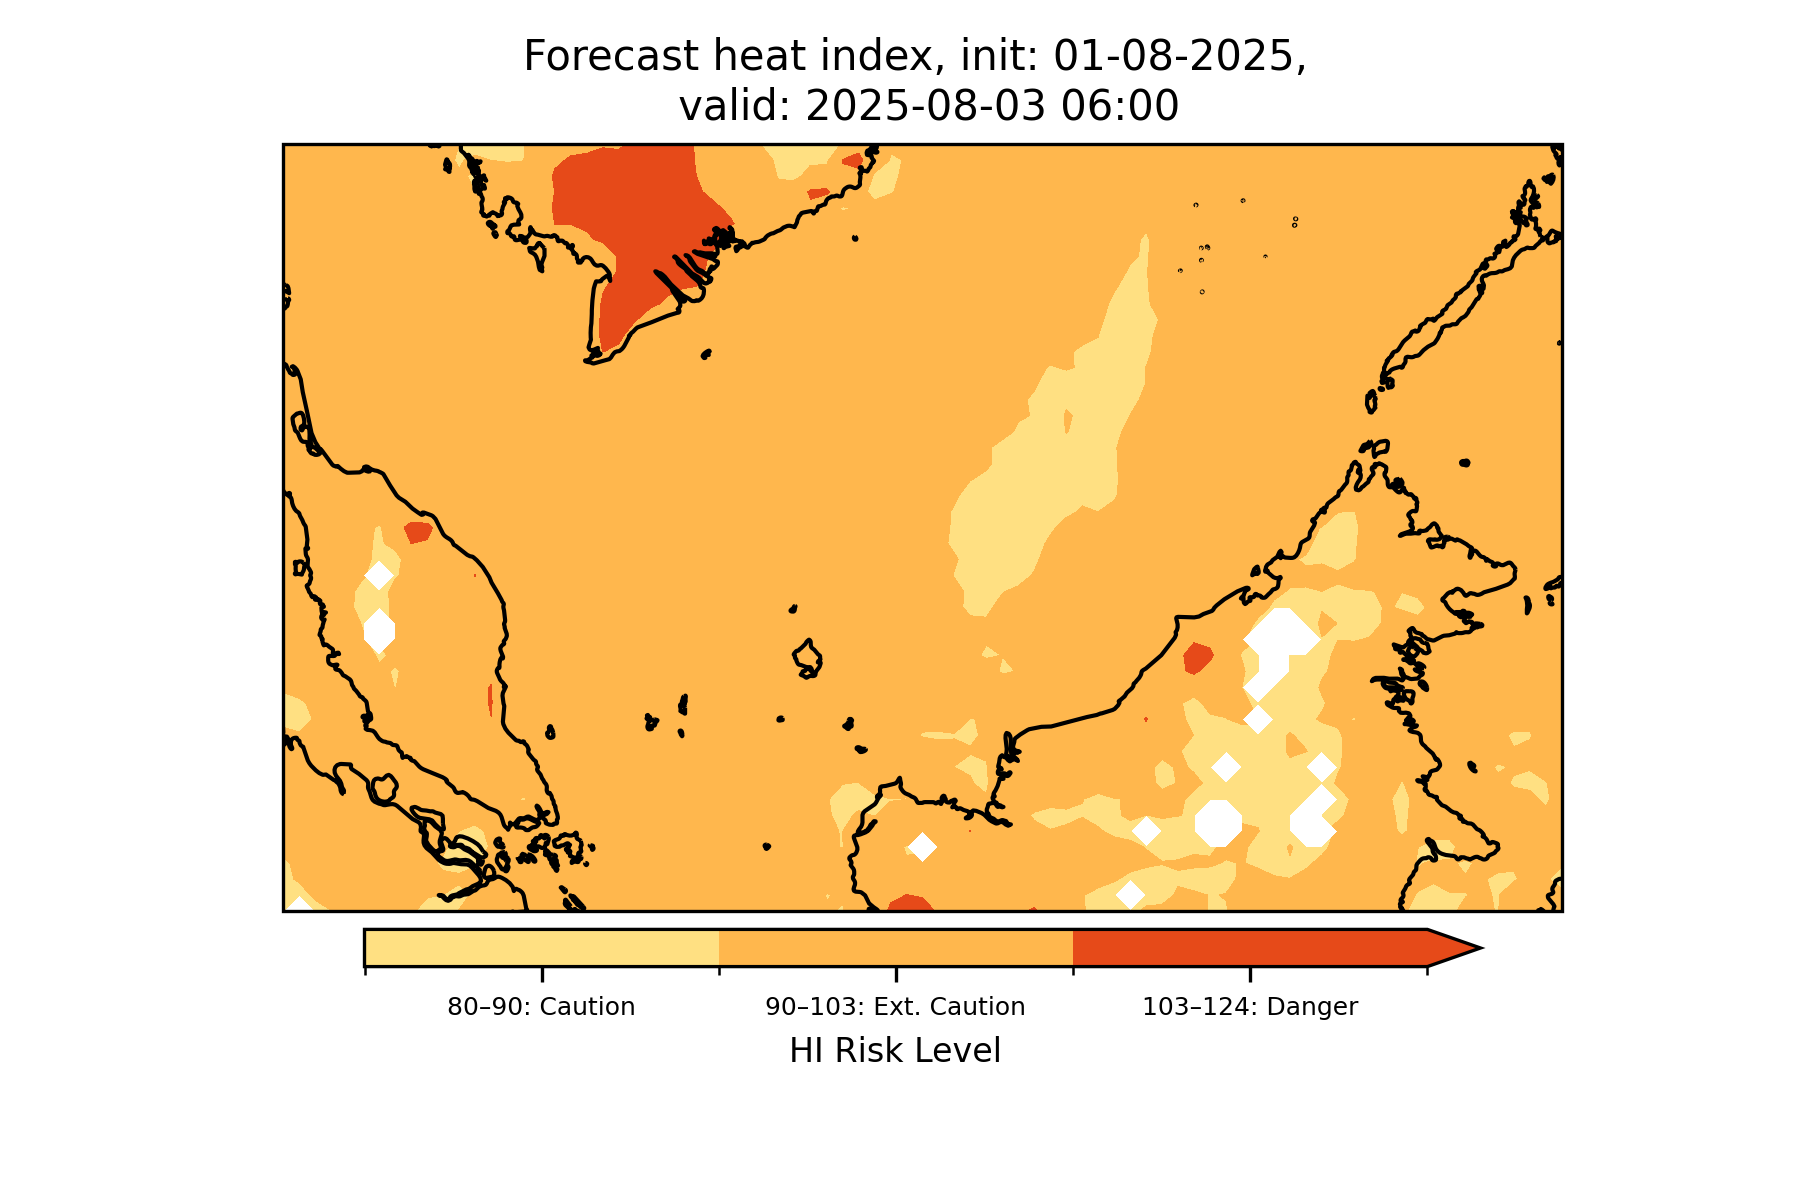 Forecast heat index, init: 01-08-2025,
valid: 2025-08-03 06:00
80–90: Caution
90–103: Ext. Caution
103–124: Danger
HI Risk Level